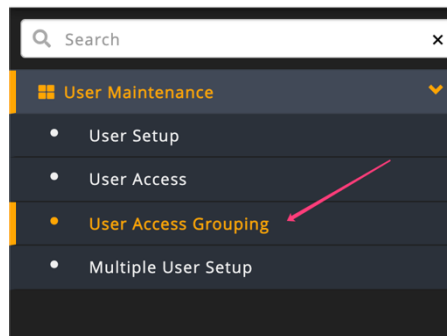 Search
User Maintenance
User Setup
User Access
User Access Grouping
Multiple User Setup